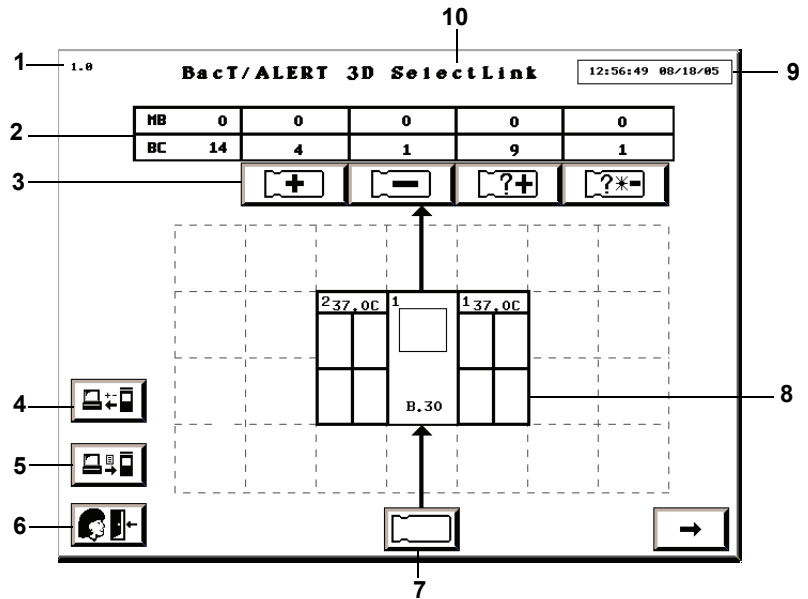 10
1
1.0
BacT/ALERT 3D SelectLink
12:56:49 08/18/05
9
2
MB 0 0 0 0 0
BC 14 4 1 9 1
3
+ − ?+ ?*-
2 37.0C 1 1 37.0C
4
+-
B.30
8
5
6
7